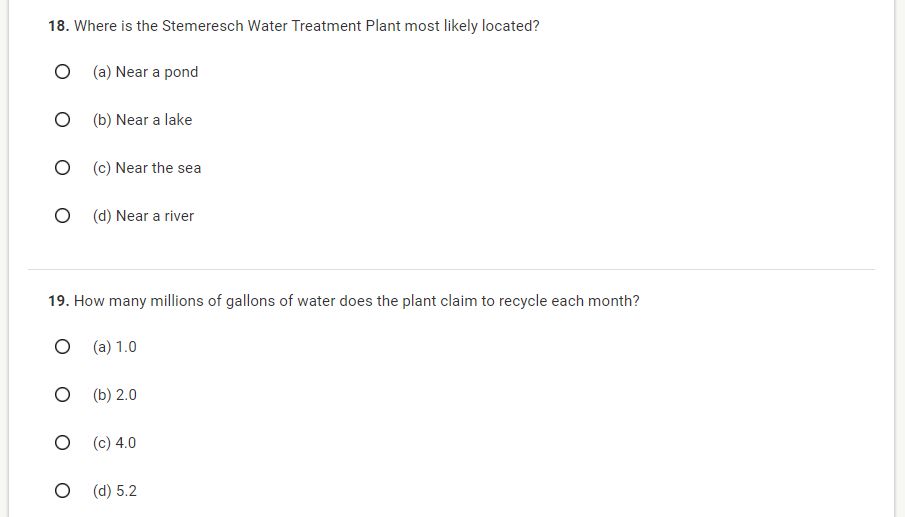 18. Where is the Stemeresch Water Treatment Plant most likely located?
(a) Near a pond
(b) Near a lake
(c) Near the sea
(d) Near a river
19. How many millions of gallons of water does the plant claim to recycle each month?
(a) 1.0
(b) 2.0
(c) 4.0
(d) 5.2